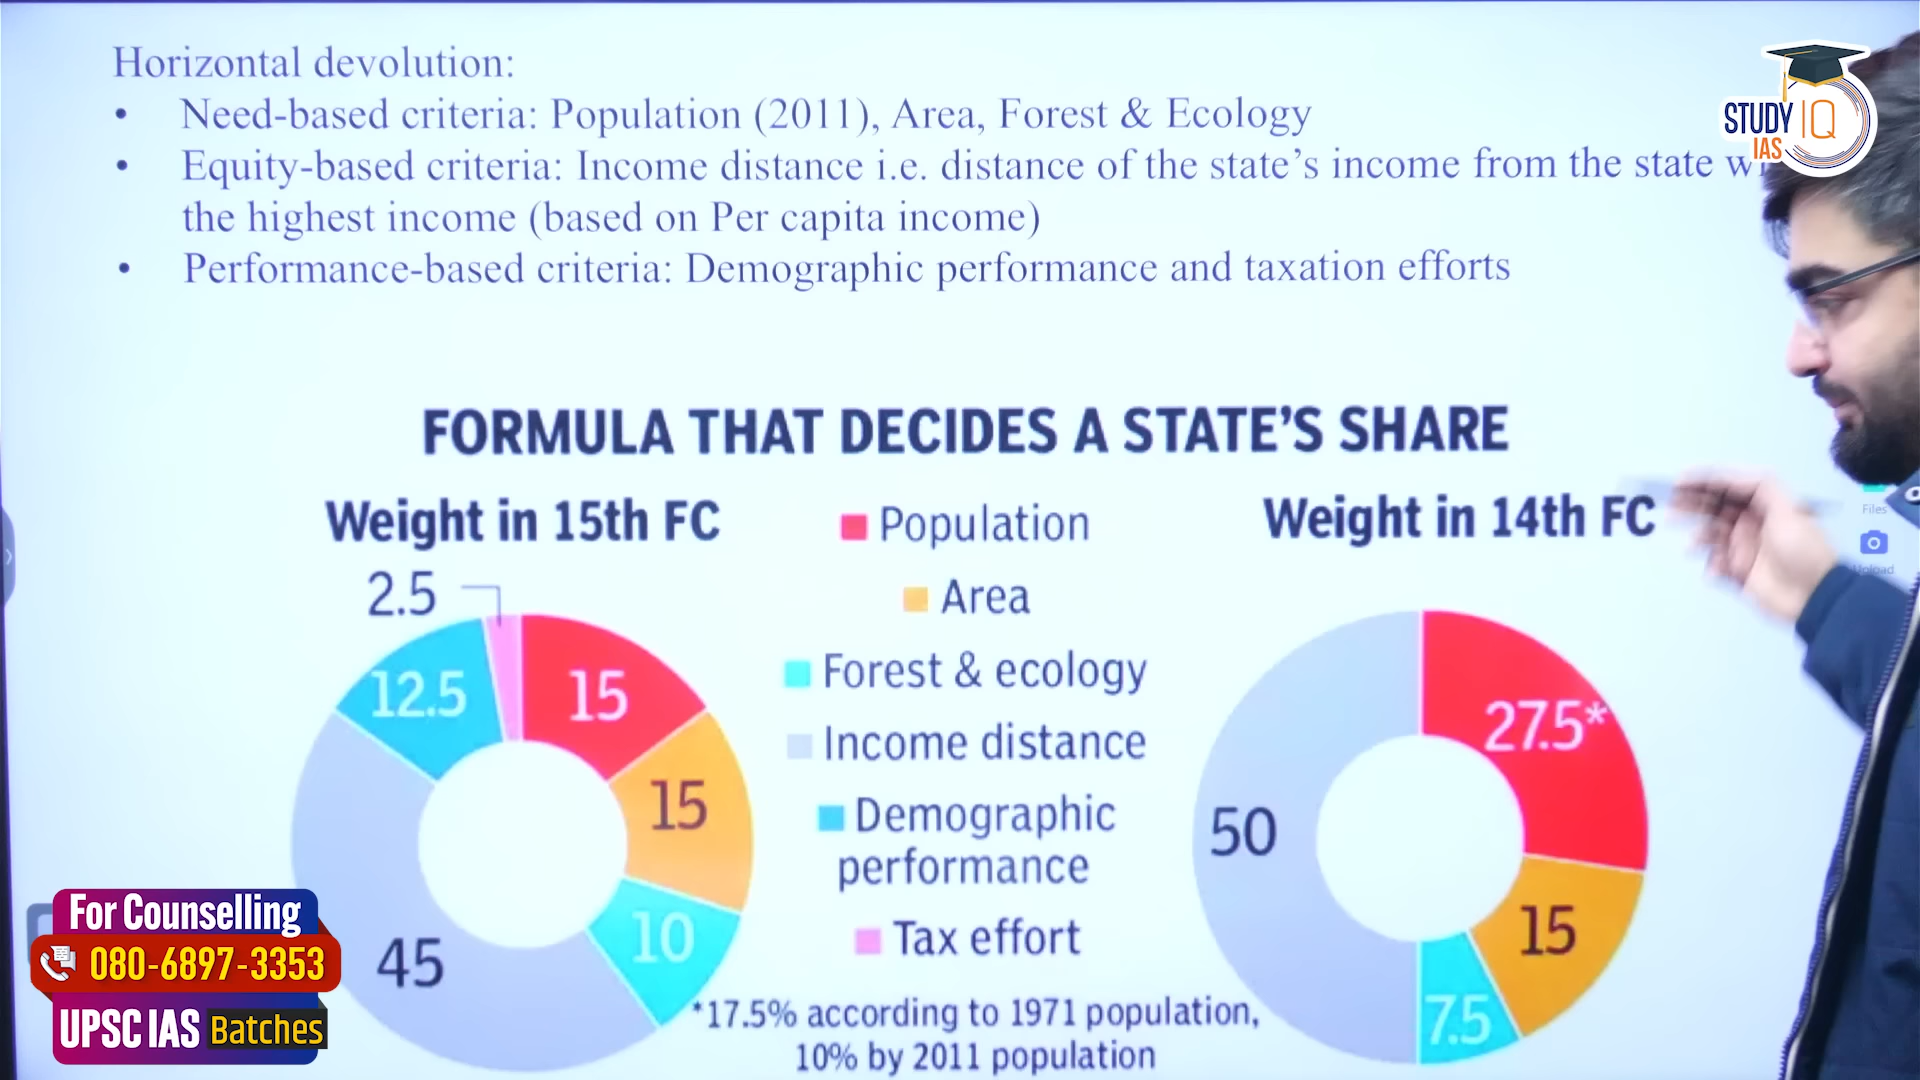 Horizontal devolution:
• Need-based criteria: Population (2011), Area, Forest & Ecology
• Equity-based criteria: Income distance i.e. distance of the state's income from the state
the highest income (based on Per capita income)
• Performance-based criteria: Demographic performance and taxation efforts
STUDY IQ
IAS
FORMULA THAT DECIDES A STATE'S SHARE
Weight in 15th FC
2.5
12.5
15
15
10
45
Population
Area
Forest & ecology
Income distance
Demographic
performance
Tax effort
Weight in 14th FC
27.5*
50
15
7.5
*17.5% according to 1971 population,
10% by 2011 population
Files
Upload
For Counselling
080-6897-3353
UPSC IAS Batches